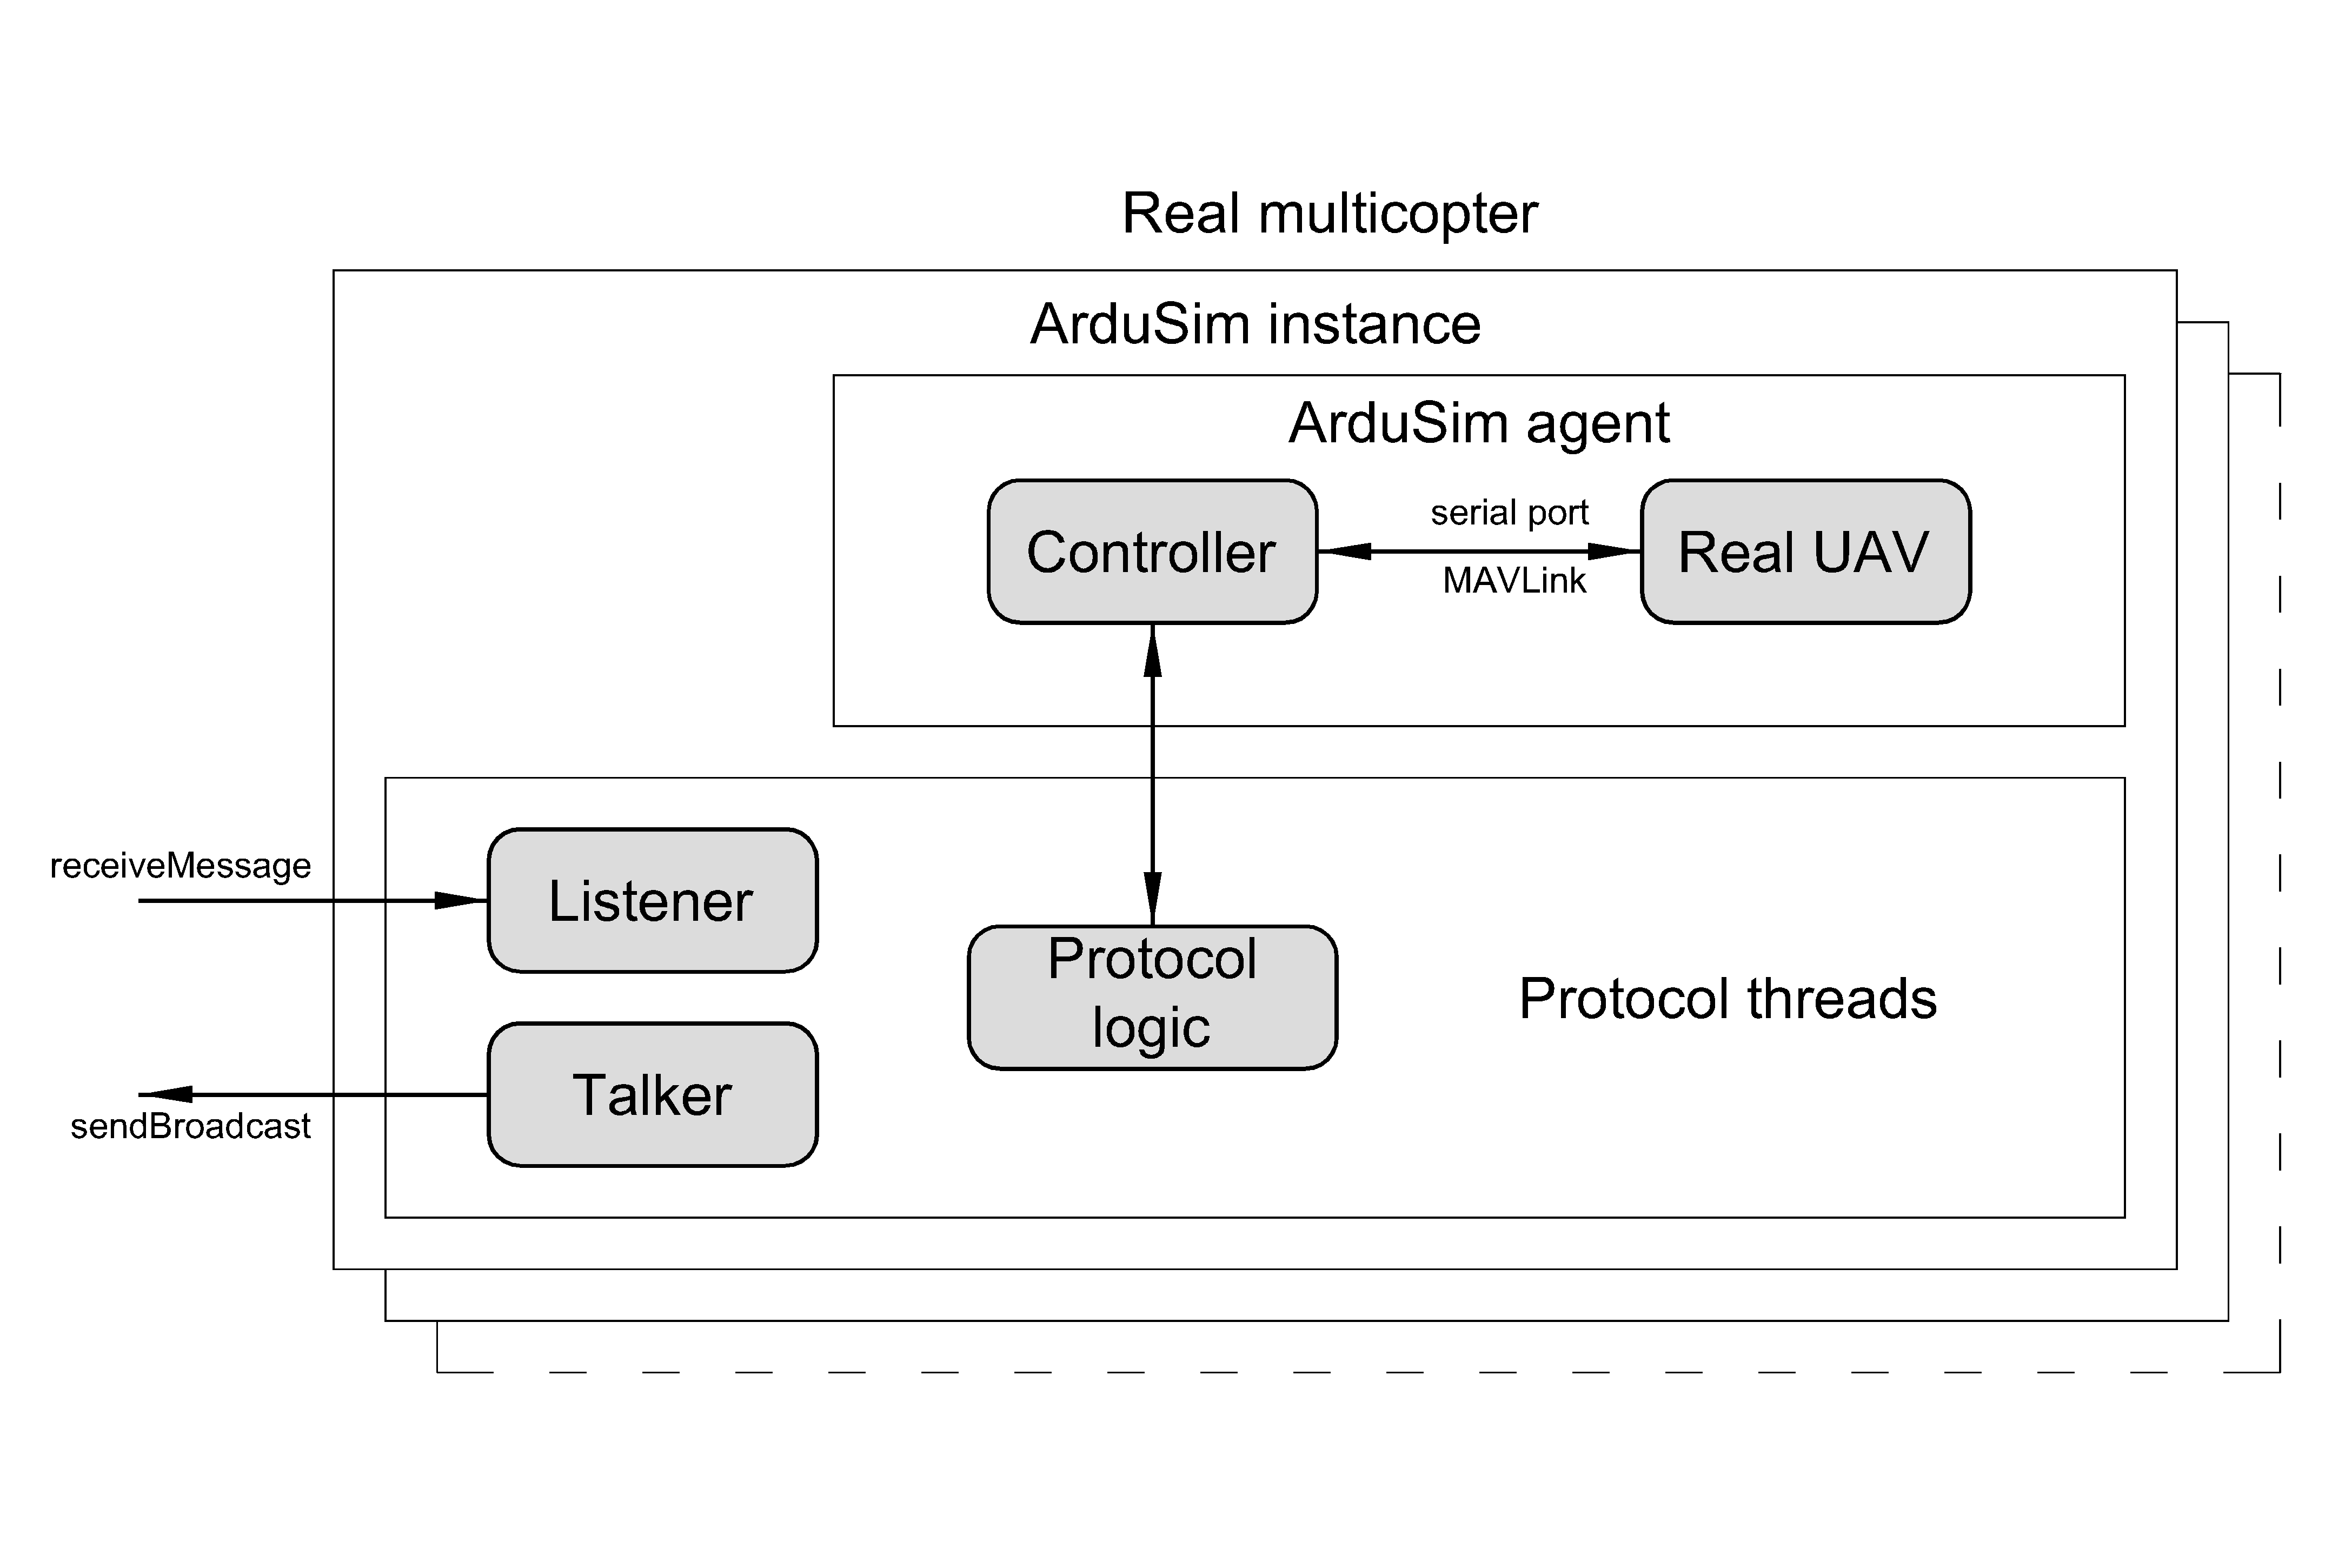 Real multicopter
ArduSim instance
ArduSim agent
Controller
serial port
MAVLink
Real UAV
receiveMessage
Listener
Protocol
logic
Protocol threads
Talker
sendBroadcast